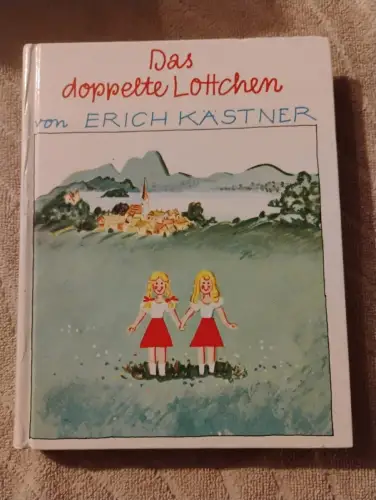 Das
doppelte Lottchen
von ERICH KÄSTNER